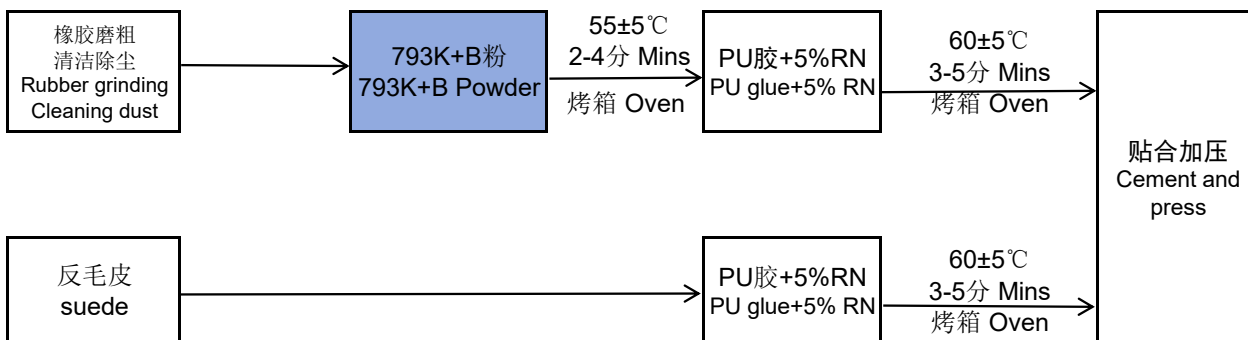 橡胶磨粗
清洁除尘
Rubber grinding
Cleaning dust
793K+B粉
793K+B Powder
55±5℃
2-4分 Mins
烤箱 Oven
PU胶+5%RN
PU glue+5% RN
60±5℃
3-5分 Mins
烤箱 Oven
贴合加压
Cement and
press
反毛皮
suede
PU胶+5%RN
PU glue+5% RN
60±5℃
3-5分 Mins
烤箱 Oven